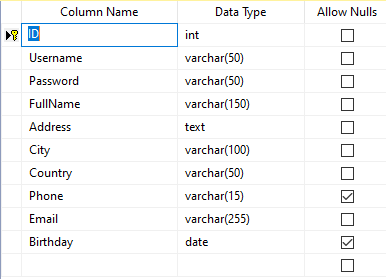 Column Name Data Type Allow Nulls
ID int
Username varchar(50)
Password varchar(50)
FullName varchar(150)
Address text
City varchar(100)
Country varchar(50)
Phone varchar(15)
Email varchar(255)
Birthday date